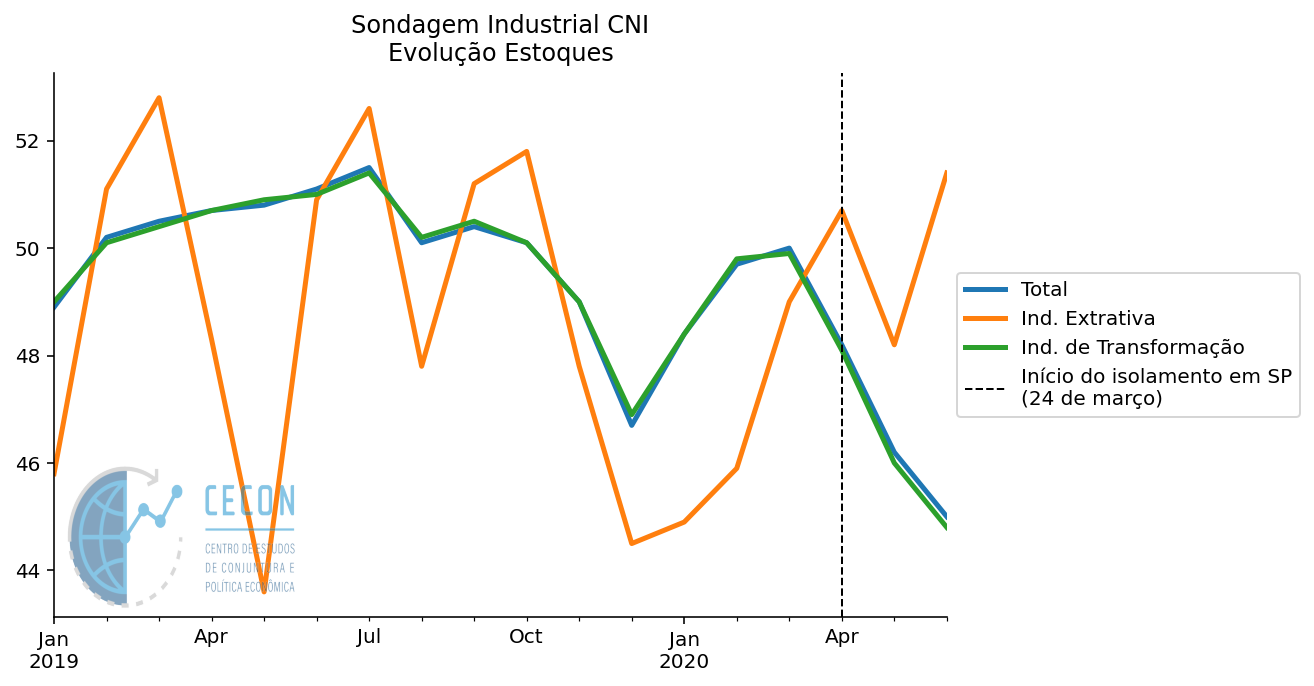 Sondagem Industrial CNI
Evolução Estoques
52
50
48
46
44
Jan
2019
Apr
Jul
Oct
Jan
2020
Apr
Total
Ind. Extrativa
Ind. de Transformação
Início do isolamento em SP
(24 de março)
CECON
CENTRO DE ESTUDOS
DE CONJUNTURA E
POLÍTICA ECONÔMICA